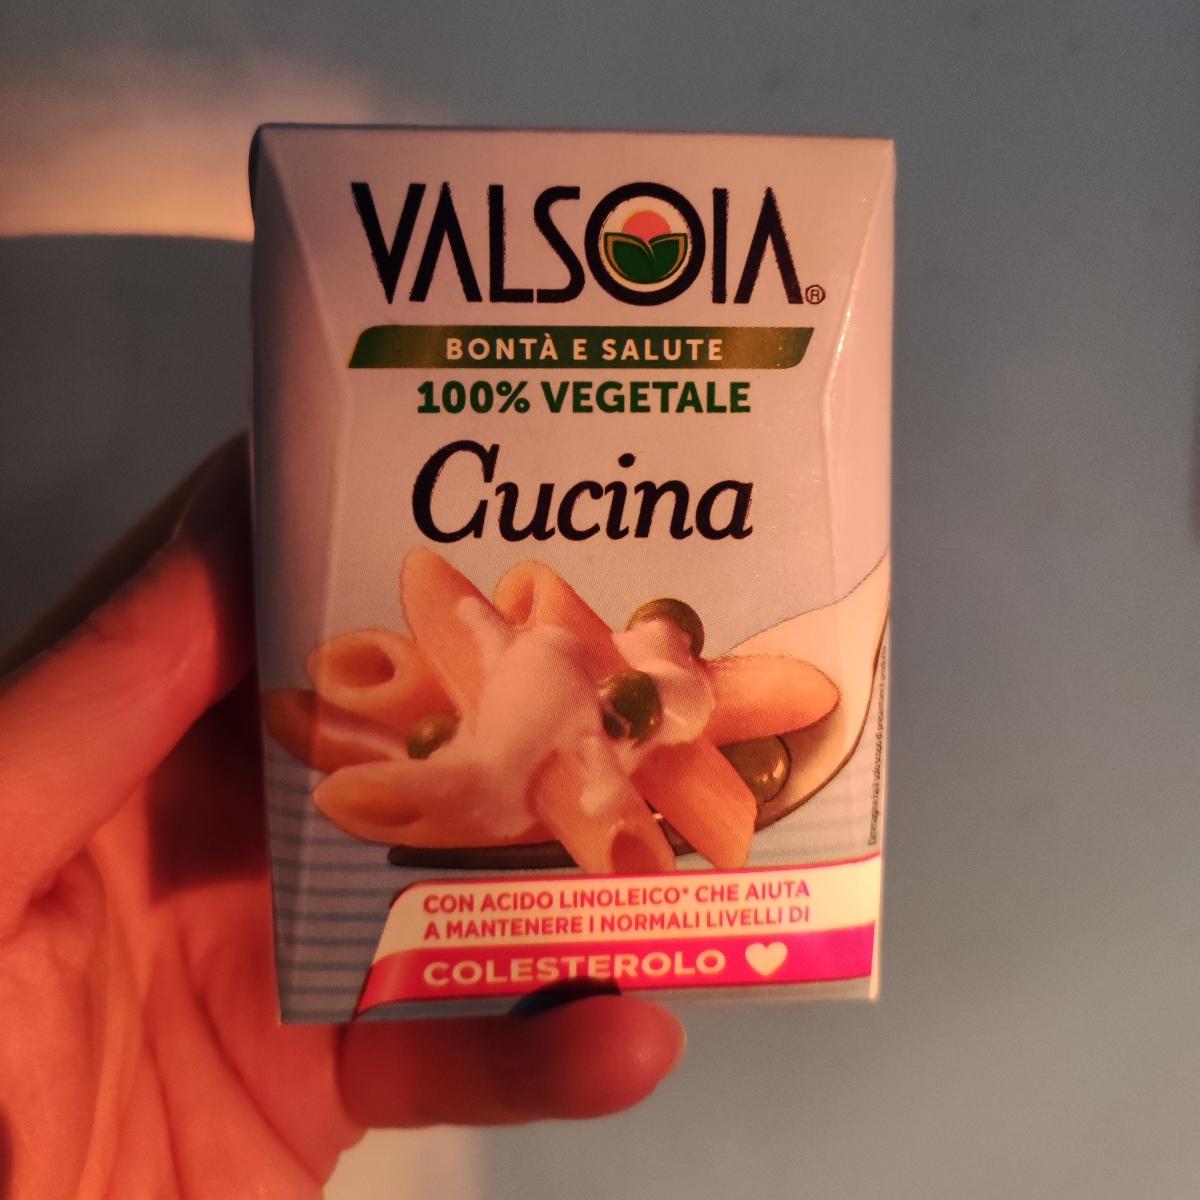 VALSOIA®
BONTÀ E SALUTE
100% VEGETALE
Cucina
CON ACIDO LINOLEICO* CHE AIUTA
A MANTENERE I NORMALI LIVELLI DI
COLESTEROLO